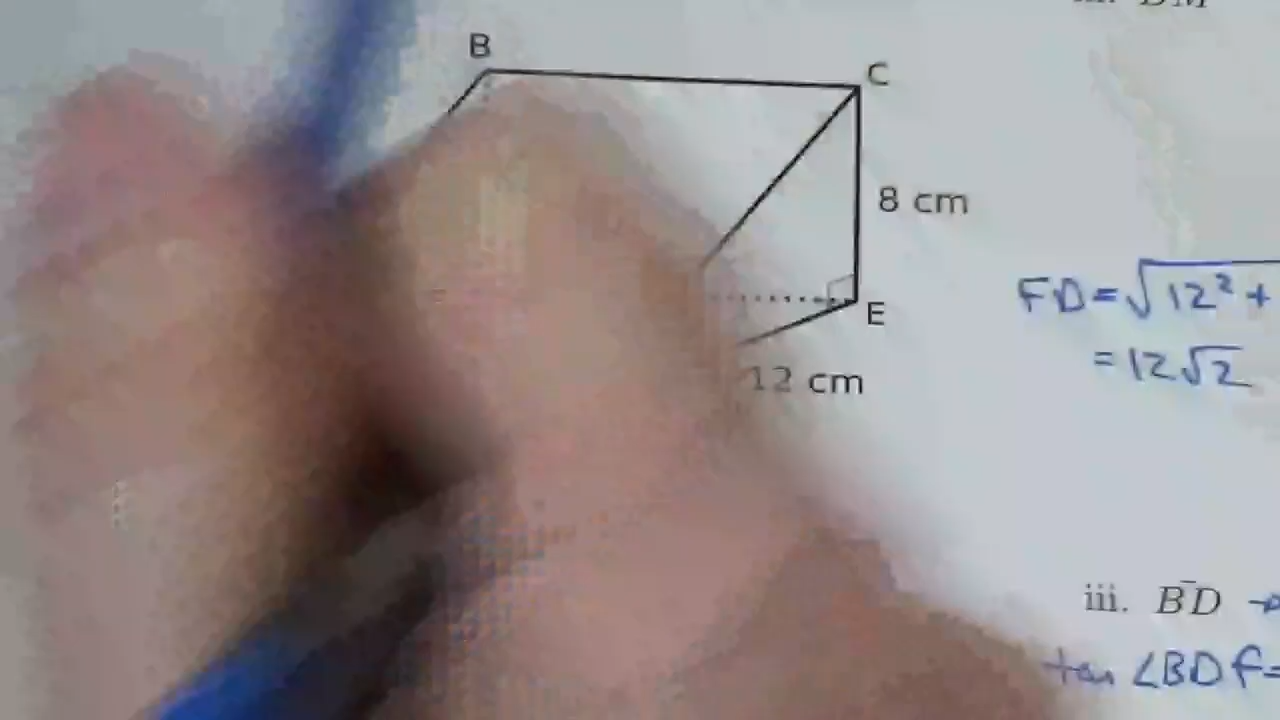 B
C
8 cm
E
12 cm
FD = √12² +
= 12√2
iii. BD →
tan ∠BDF =